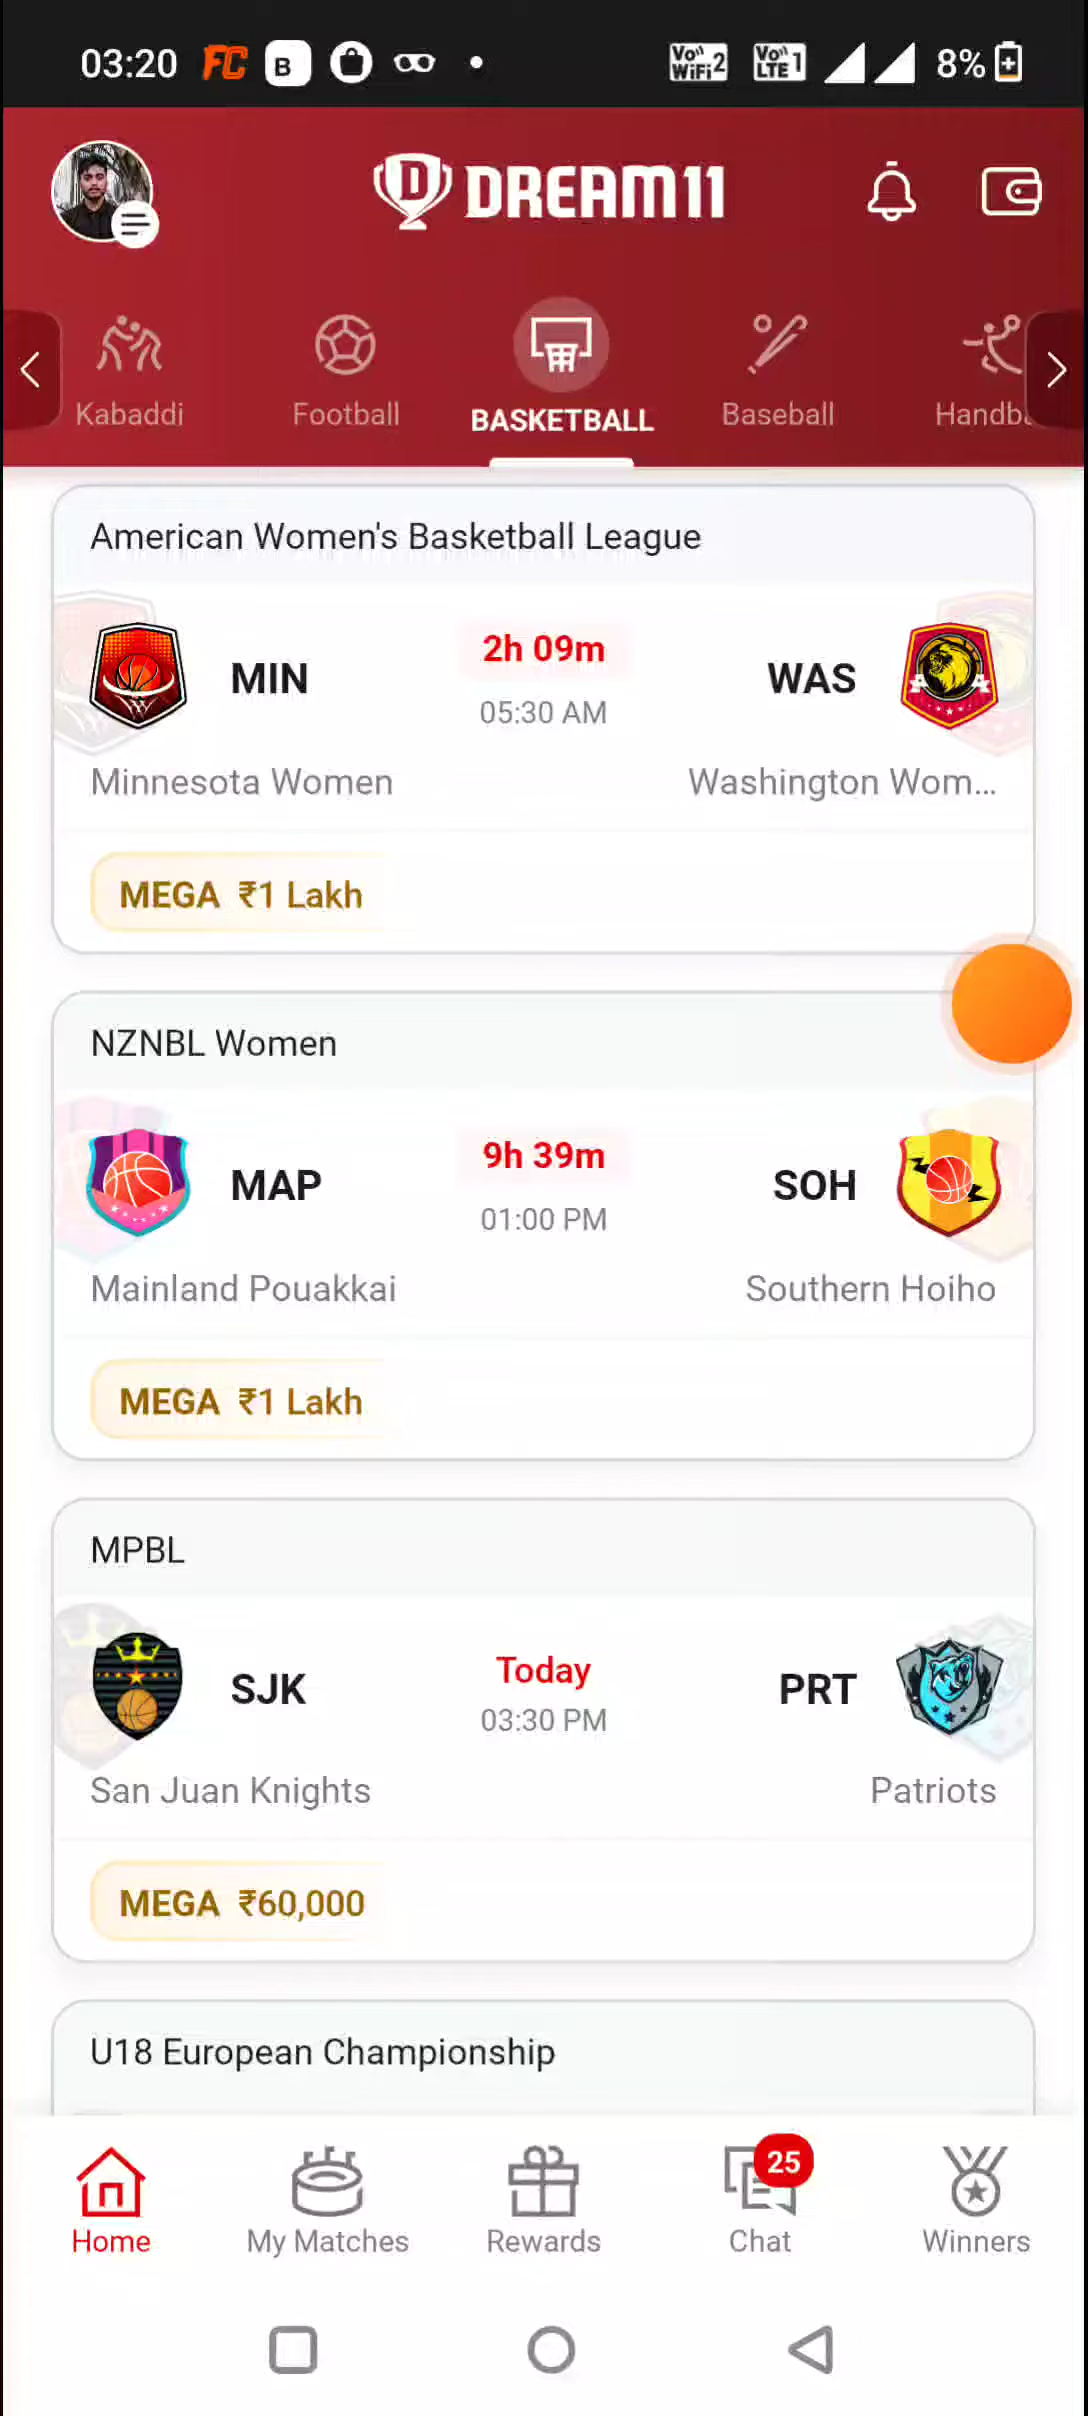 03:20 FC B Vo WiFi 2 Vo LTE 1 8%
DREAM11
Kabaddi Football BASKETBALL Baseball Handba
American Women's Basketball League
2h 09m
MIN WAS
05:30 AM
Minnesota Women Washington Wom...
MEGA ₹1 Lakh
NZNBL Women
9h 39m
MAP SOH
01:00 PM
Mainland Pouakkai Southern Hoiho
MEGA ₹1 Lakh
MPBL
Today
SJK PRT
03:30 PM
San Juan Knights Patriots
MEGA ₹60,000
U18 European Championship
25
Home My Matches Rewards Chat Winners